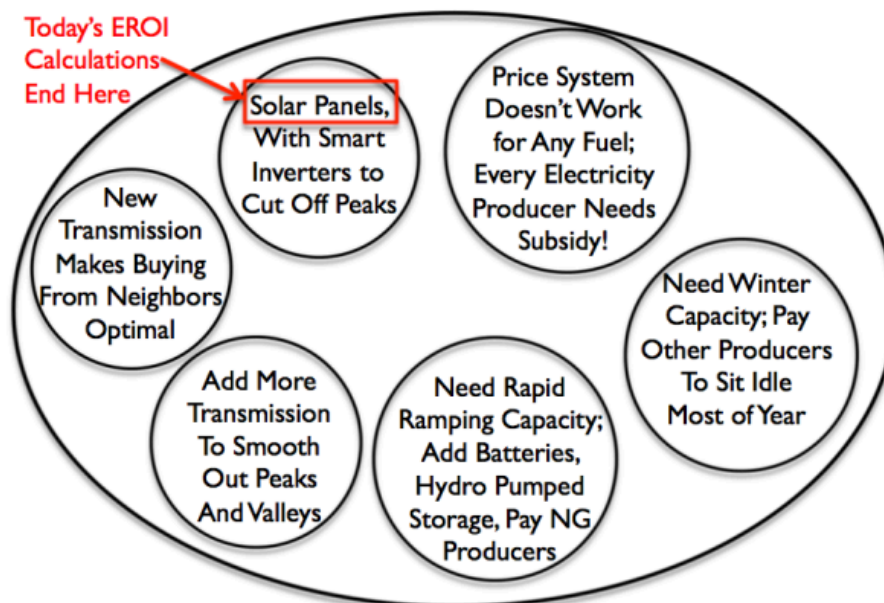 Today's EROI
Calculations
End Here
Solar Panels,
With Smart
Inverters to
Cut Off Peaks
Price System
Doesn't Work
for Any Fuel;
Every Electricity
Producer Needs
Subsidy!
New
Transmission
Makes Buying
From Neighbors
Optimal
Need Winter
Capacity; Pay
Other Producers
To Sit Idle
Most of Year
Add More
Transmission
To Smooth
Out Peaks
And Valleys
Need Rapid
Ramping Capacity;
Add Batteries,
Hydro Pumped
Storage, Pay NG
Producers